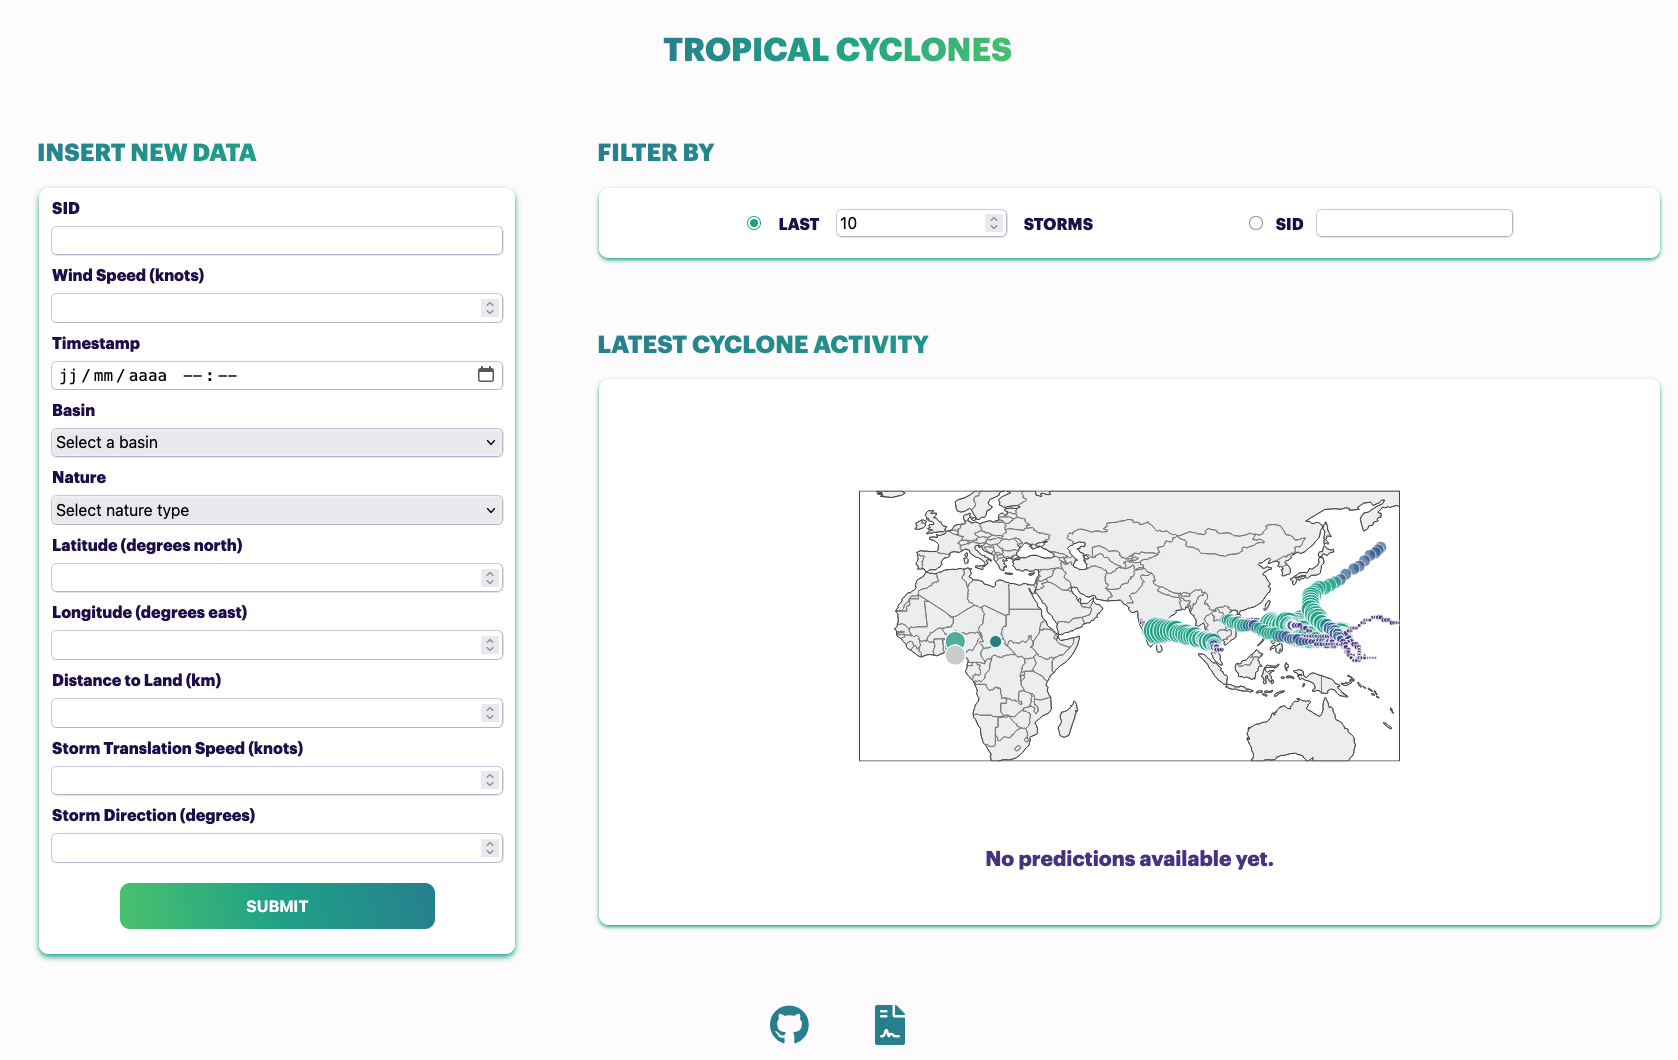 TROPICAL CYCLONES
INSERT NEW DATA
SID
Wind Speed (knots)
Timestamp
jj/mm/aaaa --:--
Basin
Select a basin
Nature
Select nature type
Latitude (degrees north)
Longitude (degrees east)
Distance to Land (km)
Storm Translation Speed (knots)
Storm Direction (degrees)
SUBMIT
FILTER BY
LAST 10 STORMS SID
LATEST CYCLONE ACTIVITY
No predictions available yet.